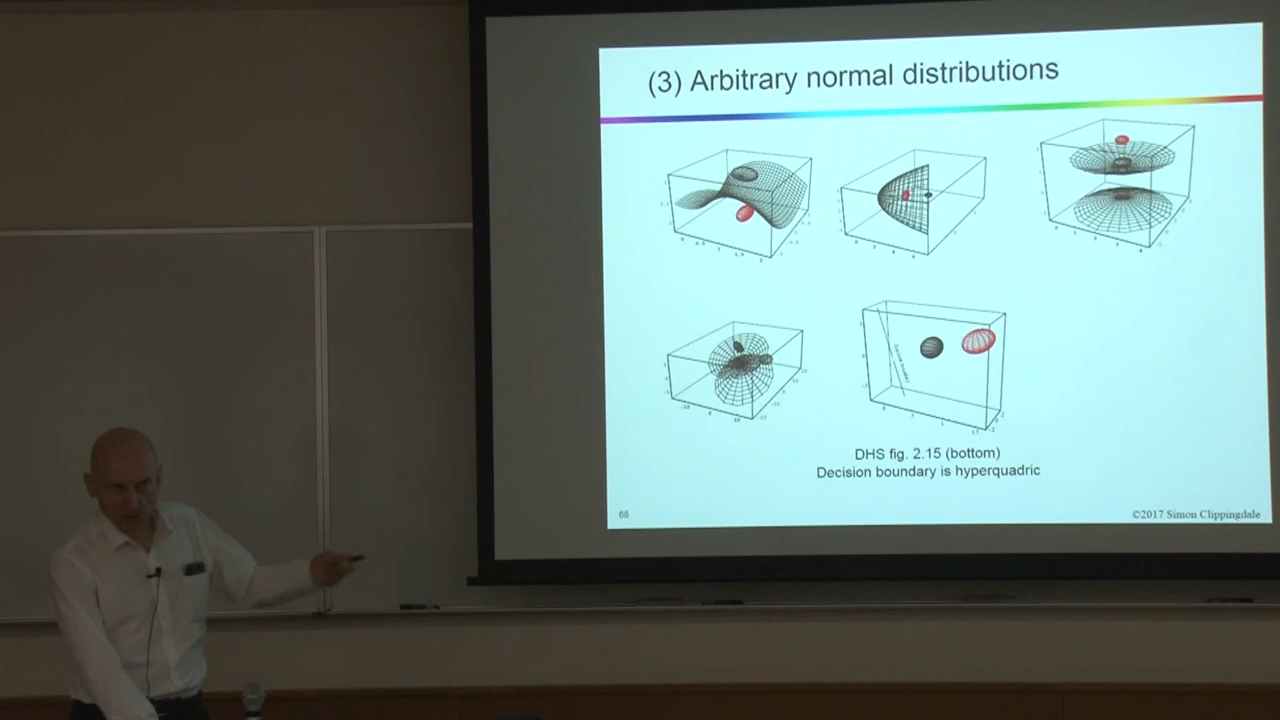 (3) Arbitrary normal distributions
DHS fig. 2.15 (bottom)
Decision boundary is hyperquadric
68
©2017 Simon Clippingdale